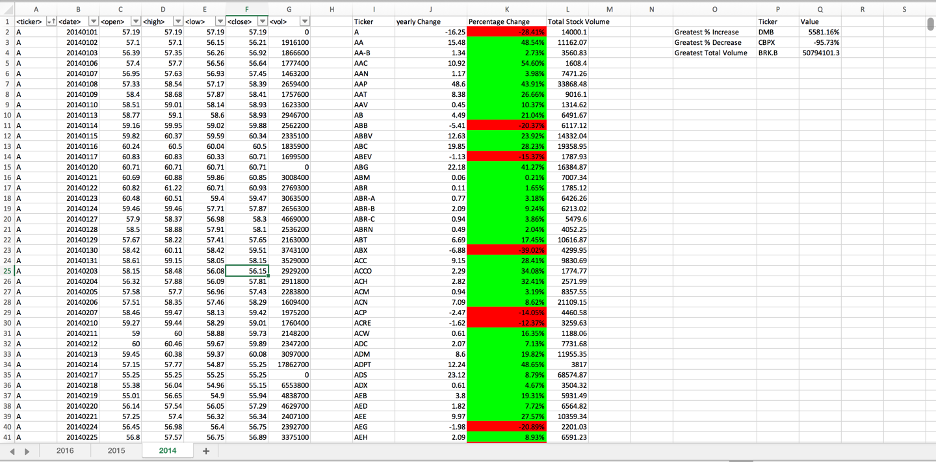 A B C D E F G H I J K L M N O P Q R S
1 <ticker> <date> <open> <high> <low> <close> <vol> Ticker yearly Change Percentage Change Total Stock Volume Ticker Value
2 A 20140101 57.19 57.19 57.19 57.19 0 A -16.25 -28.41% 14000.1 Greatest % Increase DMB 5581.16%
3 A 20140102 57.1 57.1 56.15 56.21 1916100 AA 15.48 48.54% 11162.07 Greatest % Decrease CBPX -95.73%
4 A 20140103 56.39 57.35 56.26 56.92 1866600 AA-B 1.34 2.73% 3560.83 Greatest Total Volume BRK.B 50794101.3
5 A 20140106 57.4 57.7 56.56 56.64 1777400 AAC 10.92 54.60% 1608.4
6 A 20140107 56.95 57.63 56.93 57.45 1463200 AAN 1.17 3.98% 7471.26
7 A 20140108 57.33 58.54 57.17 58.39 2659400 AAP 48.6 43.91% 33868.48
8 A 20140109 58.4 58.68 57.87 58.41 1757600 AAT 8.38 26.66% 9016.1
9 A 20140110 58.51 59.01 58.14 58.93 1623300 AAV 0.45 10.37% 1314.62
10 A 20140113 58.77 59.1 58.6 58.93 2946700 AB 4.49 21.04% 6491.67
11 A 20140114 59.16 59.95 59.02 59.88 2562200 ABB -5.41 -20.37% 6117.12
12 A 20140115 59.82 60.37 59.59 60.34 2335100 ABBV 12.63 23.92% 14332.04
13 A 20140116 60.24 60.5 60.04 60.5 1835900 ABC 19.85 28.23% 19358.95
14 A 20140117 60.83 60.83 60.33 60.71 1699500 ABEV -1.13 -15.37% 1787.93
15 A 20140120 60.71 60.71 60.71 60.71 0 ABG 22.18 41.27% 16384.87
16 A 20140121 60.69 60.88 59.86 60.85 3008400 ABM 0.06 0.21% 7007.34
17 A 20140122 60.82 61.22 60.71 60.93 2769300 ABR 0.11 1.65% 1785.12
18 A 20140123 60.48 60.51 59.4 59.47 3063500 ABR-A 0.77 3.18% 6426.26
19 A 20140124 59.46 59.46 57.71 57.87 2656300 ABR-B 2.09 9.24% 6213.02
20 A 20140127 57.9 58.37 56.98 58.3 4669000 ABR-C 0.94 3.86% 5479.6
21 A 20140128 58.5 58.88 57.91 58.1 2536200 ABRN 0.49 2.04% 4052.25
22 A 20140129 57.67 58.22 57.41 57.65 2163000 ABT 6.69 17.45% 10616.87
23 A 20140130 58.42 60.11 58.42 59.51 3743100 ABX -6.88 -39.02% 4299.95
24 A 20140131 58.61 59.15 58.05 58.15 3529000 ACC 9.15 28.41% 9830.69
25 A 20140203 58.15 58.48 56.08 56.15 2929200 ACCO 2.29 34.08% 1774.77
26 A 20140204 56.32 57.88 56.09 57.81 2911800 ACH 2.82 32.41% 2571.99
27 A 20140205 57.58 57.7 56.96 57.43 2283800 ACM 0.94 3.19% 8357.55
28 A 20140206 57.51 58.35 57.46 58.29 1609400 ACN 7.09 8.62% 21109.15
29 A 20140207 58.46 59.47 58.13 59.42 1975200 ACP -2.47 -14.05% 4460.58
30 A 20140210 59.27 59.44 58.29 59.01 1760400 ACRE -1.62 -12.37% 3259.63
31 A 20140211 59 60 58.88 59.73 2148200 ACW 0.61 16.35% 1188.06
32 A 20140212 60 60.46 59.67 59.89 2347200 ADC 2.07 7.13% 7731.68
33 A 20140213 59.45 60.38 59.37 60.08 3097000 ADM 8.6 19.82% 11955.35
34 A 20140214 57.15 57.77 54.87 55.25 17862700 ADPT 12.24 48.65% 3817
35 A 20140217 55.25 55.25 55.25 55.25 0 ADS 23.12 8.79% 68574.87
36 A 20140218 55.38 56.04 54.96 55.15 6553800 ADX 0.61 4.67% 3504.32
37 A 20140219 55.01 56.65 54.9 55.94 4838700 AEB 3.8 19.31% 5931.49
38 A 20140220 56.14 57.54 56.05 57.29 4629700 AED 1.82 7.72% 6564.82
39 A 20140221 57.25 57.4 56.32 56.34 2407100 AEE 9.97 27.57% 10359.34
40 A 20140224 56.45 56.98 56.4 56.75 2392700 AEG -1.98 -20.89% 2201.03
41 A 20140225 56.8 57.57 56.75 56.89 3375100 AEH 2.09 8.93% 6591.23
2016 2015 2014 +